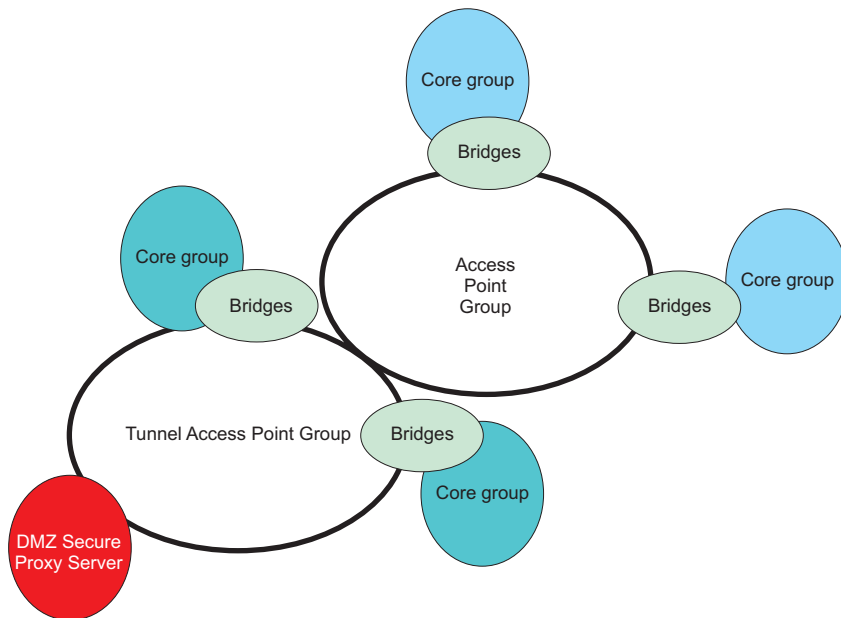 Core group
Bridges
Core group
Access
Point
Group
Core group
Bridges
Bridges
Tunnel Access Point Group
Bridges
Core group
DMZ Secure
Proxy Server